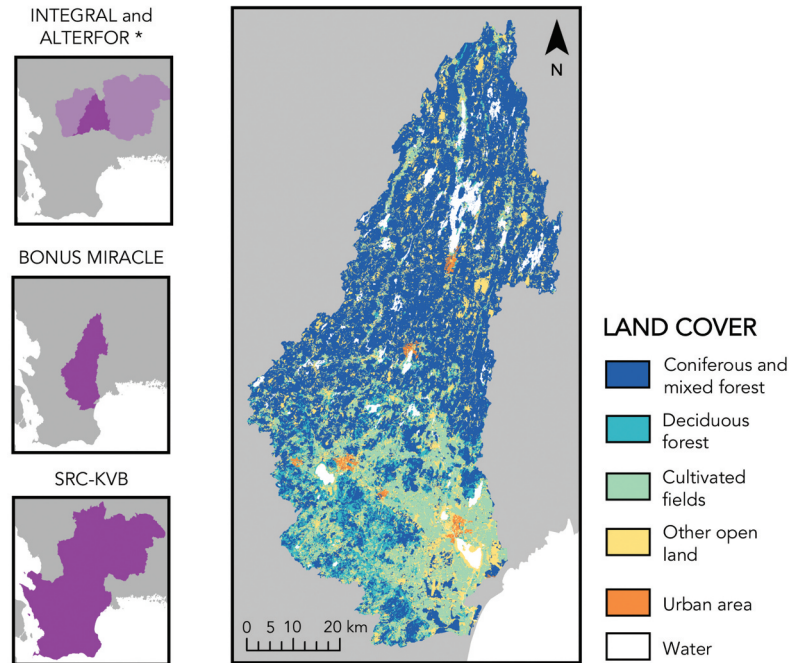 INTEGRAL and
ALTERFOR *
BONUS MIRACLE
SRC-KVB
N
0 5 10 20 km
LAND COVER
Coniferous and
mixed forest
Deciduous
forest
Cultivated
fields
Other open
land
Urban area
Water